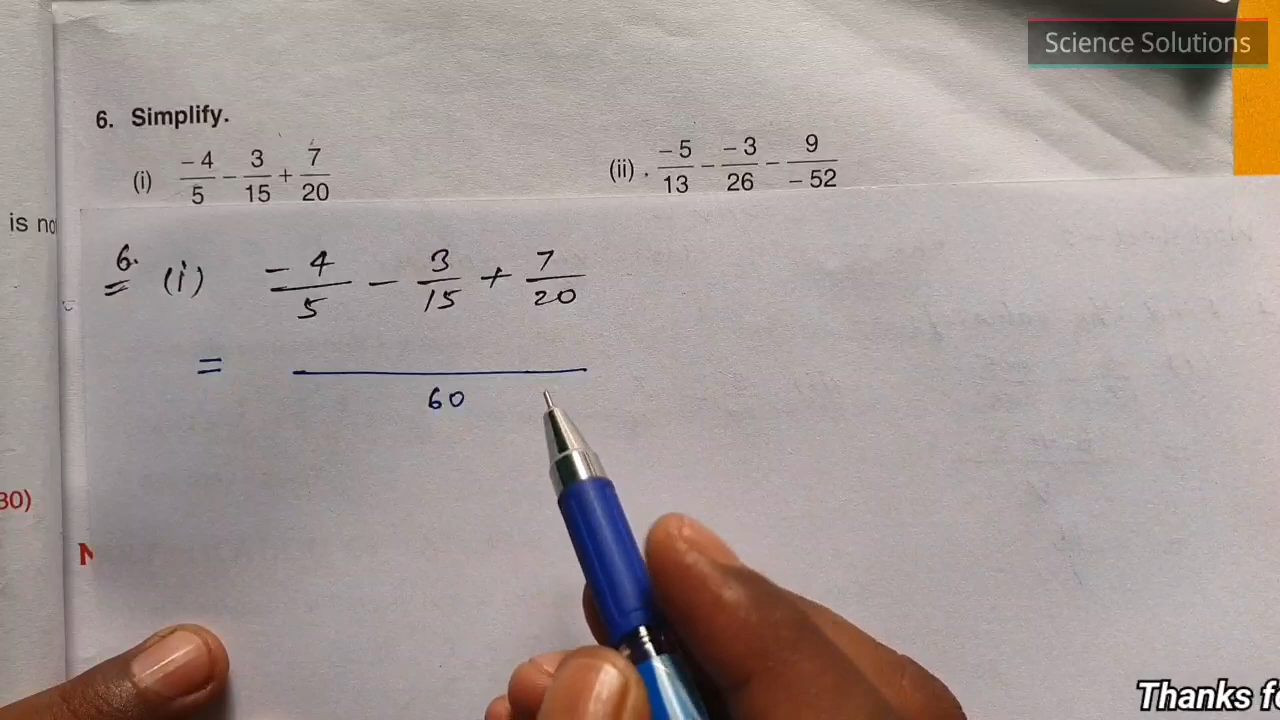 Science Solutions
6. Simplify.
(i) -4/5 - 3/15 + 7/20
(ii) . -5/13 - -3/26 - 9/-52
is no
6. (i) -4/5 - 3/15 + 7/20
= /60
30)
N
Thanks fo